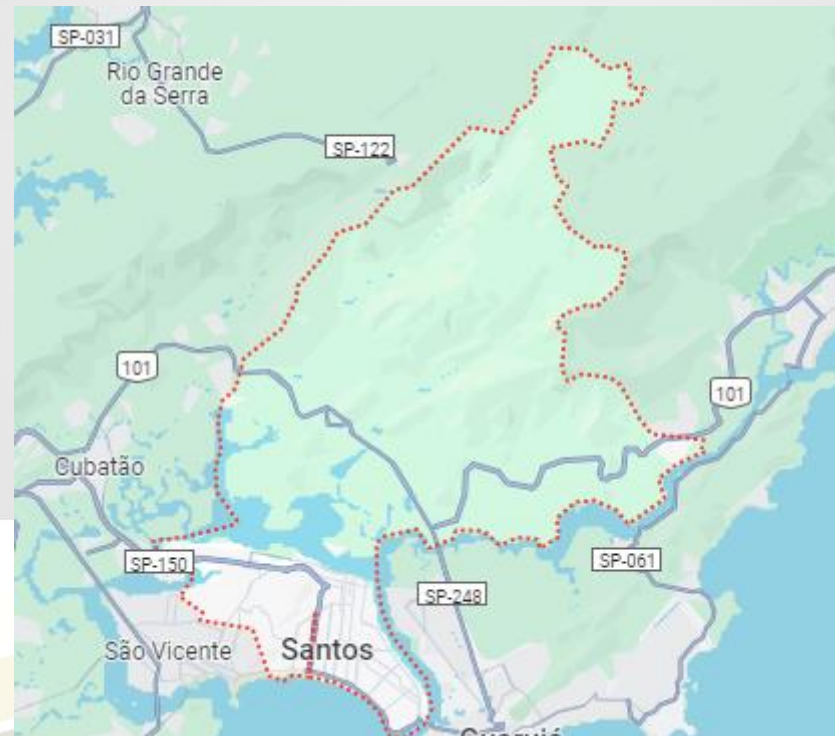 SP-031
Rio Grande
da Serra
SP-122
101
101
Cubatão
SP-150
SP-061
SP-248
São Vicente
Santos